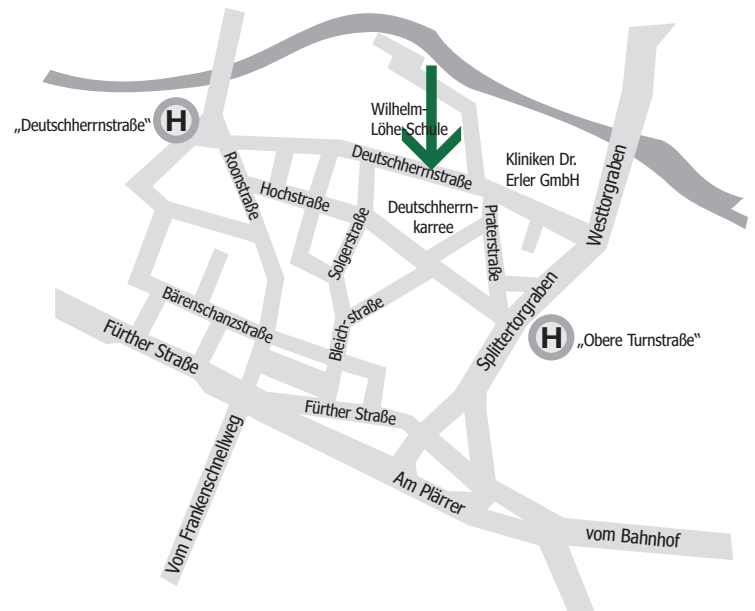 Wilhelm-
Löhe Schule
„Deutschherrnstraße“ H
Deutschherrnstraße
Kliniken Dr.
Erler GmbH
Roonstraße
Hochstraße
Deutschherrn-
karree
Westtorgraben
Solgerstraße
Praterstraße
Bärenschanzstraße
Bleich-straße
Splittertorgraben
H „Obere Turnstraße“
Fürther Straße
Fürther Straße
Vom Frankenschnellweg
Am Plärrer
vom Bahnhof